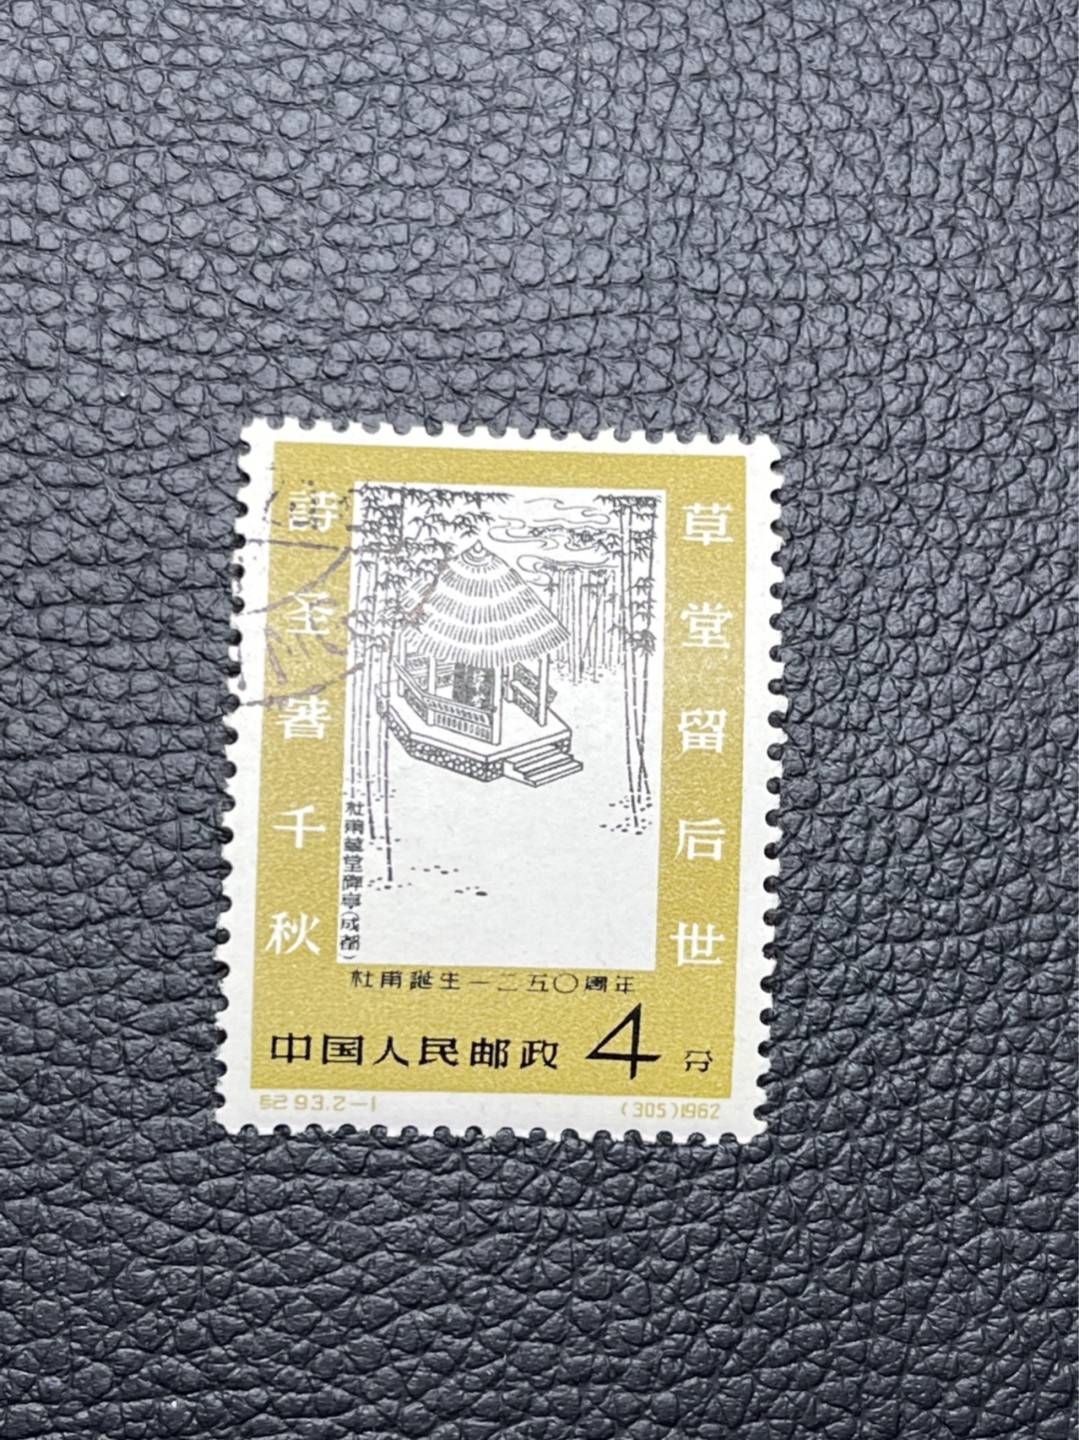 草堂留后世
詩圣著千秋
杜甫草堂碑亭(成都)
杜甫誕生一二五〇周年
中国人民邮政 4 分
纪93.2-1 (305)1962